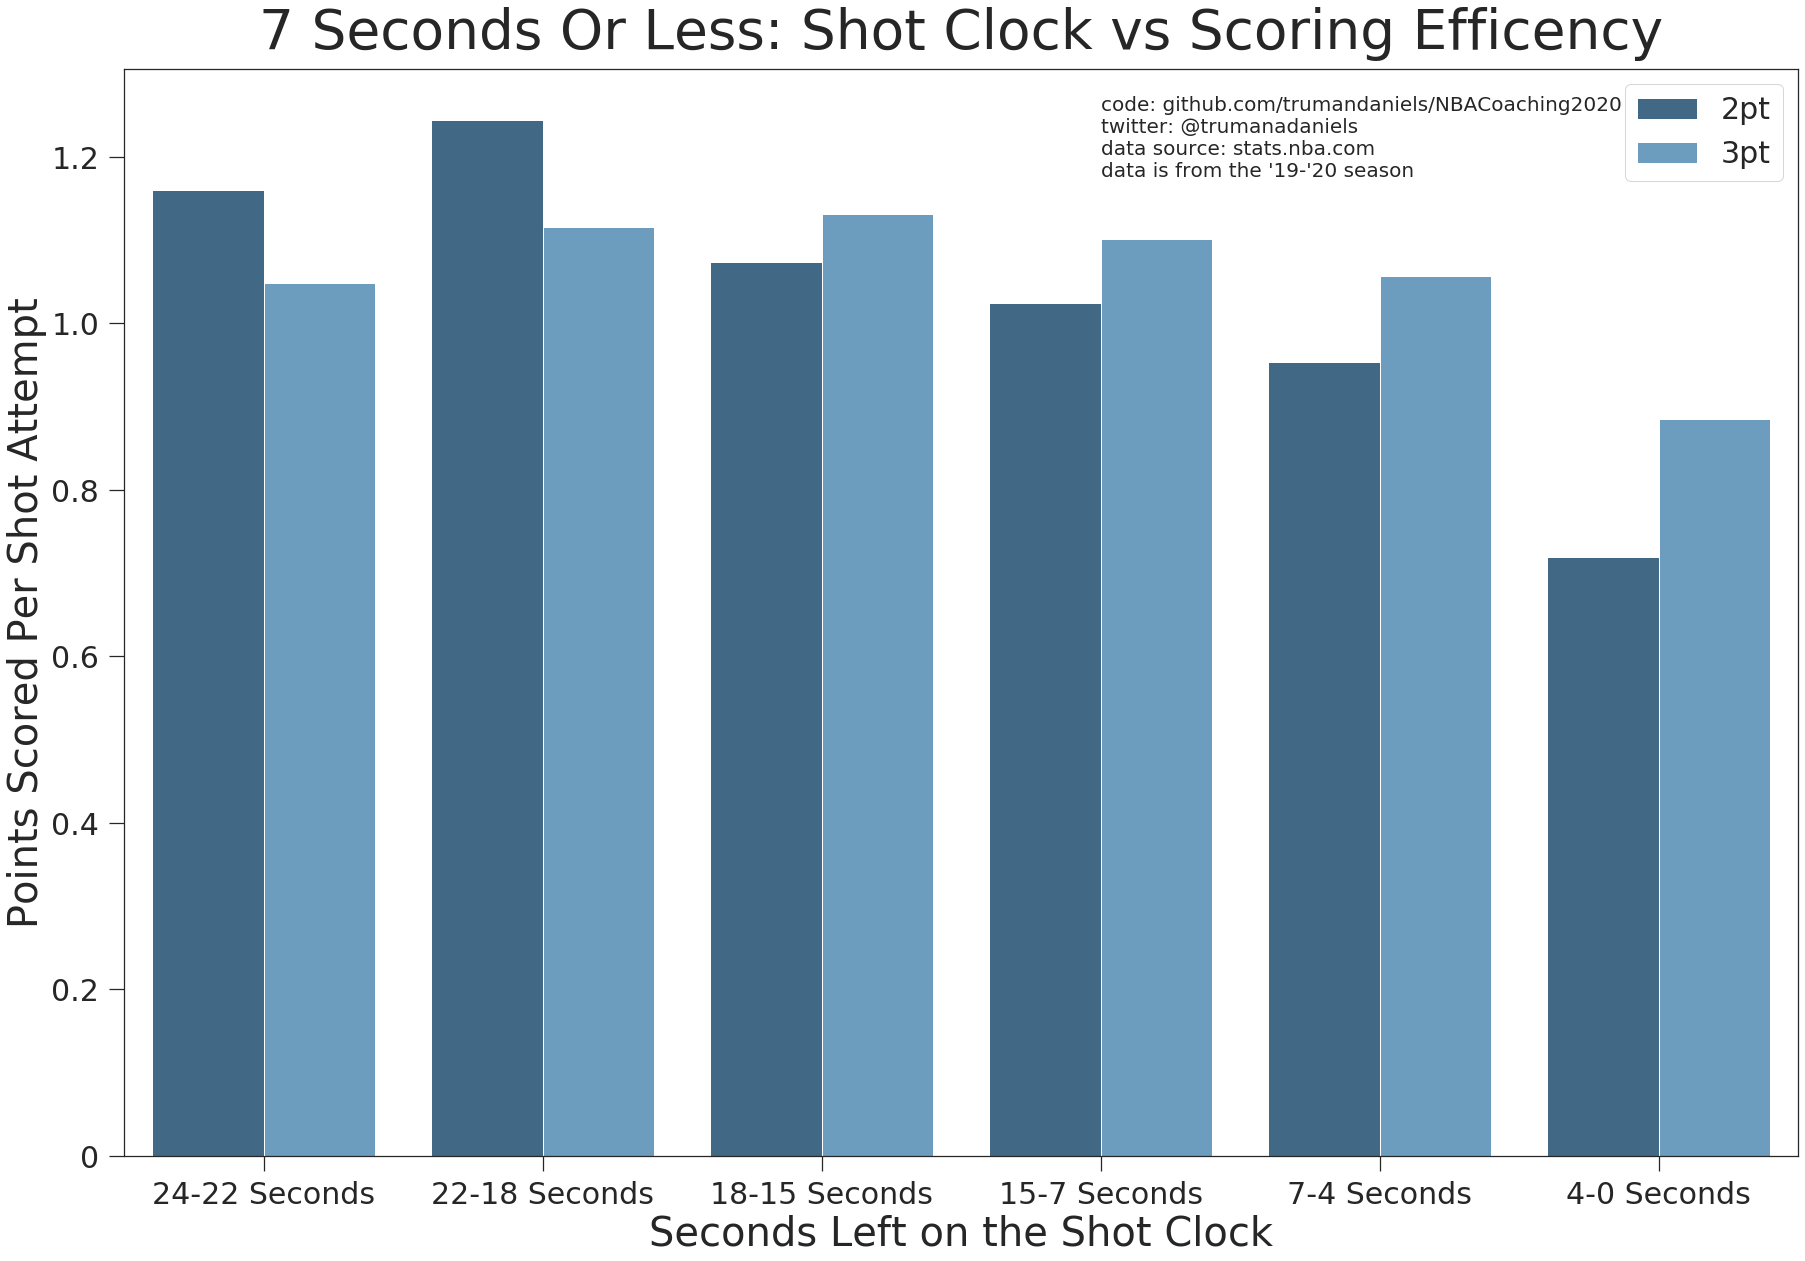 7 Seconds Or Less: Shot Clock vs Scoring Efficency
code: github.com/trumandaniels/NBACoaching2020
twitter: @trumanadaniels
data source: stats.nba.com
data is from the '19-'20 season
2pt
3pt
Points Scored Per Shot Attempt
1.2
1.0
0.8
0.6
0.4
0.2
0
24-22 Seconds
22-18 Seconds
18-15 Seconds
15-7 Seconds
7-4 Seconds
4-0 Seconds
Seconds Left on the Shot Clock